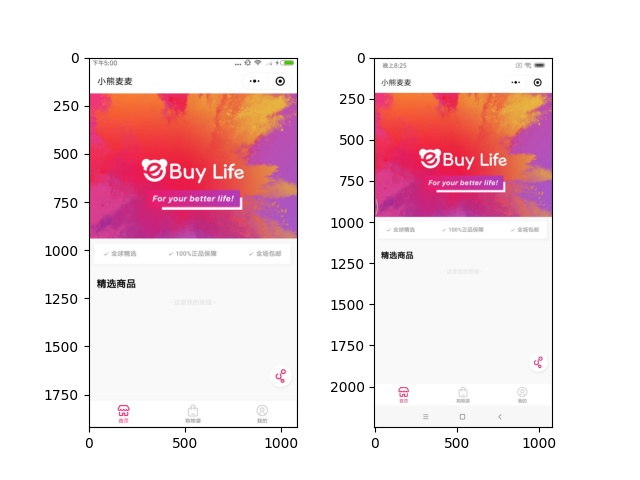 下午5:00
小熊麦麦
Buy Life
For your better life!
全球精选 100%正品保障 全场包邮
精选商品
首页 购物袋 我的
0
250
500
750
1000
1250
1500
1750
0 500 1000
晚上8:25
小熊麦麦
Buy Life
For your better life!
全球精选 100%正品保障 全场包邮
精选商品
首页 购物袋 我的
0
250
500
750
1000
1250
1500
1750
2000
0 500 1000